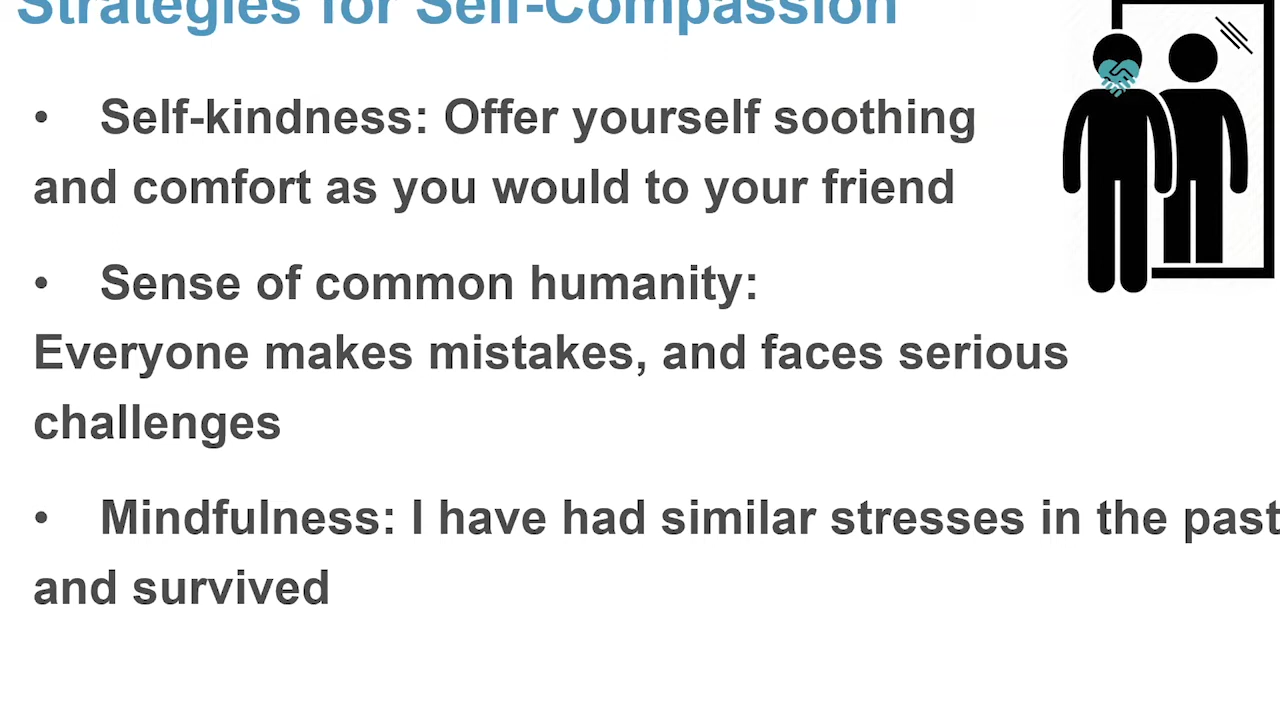 Strategies for Self-Compassion
• Self-kindness: Offer yourself soothing
and comfort as you would to your friend
• Sense of common humanity:
Everyone makes mistakes, and faces serious
challenges
• Mindfulness: I have had similar stresses in the past
and survived